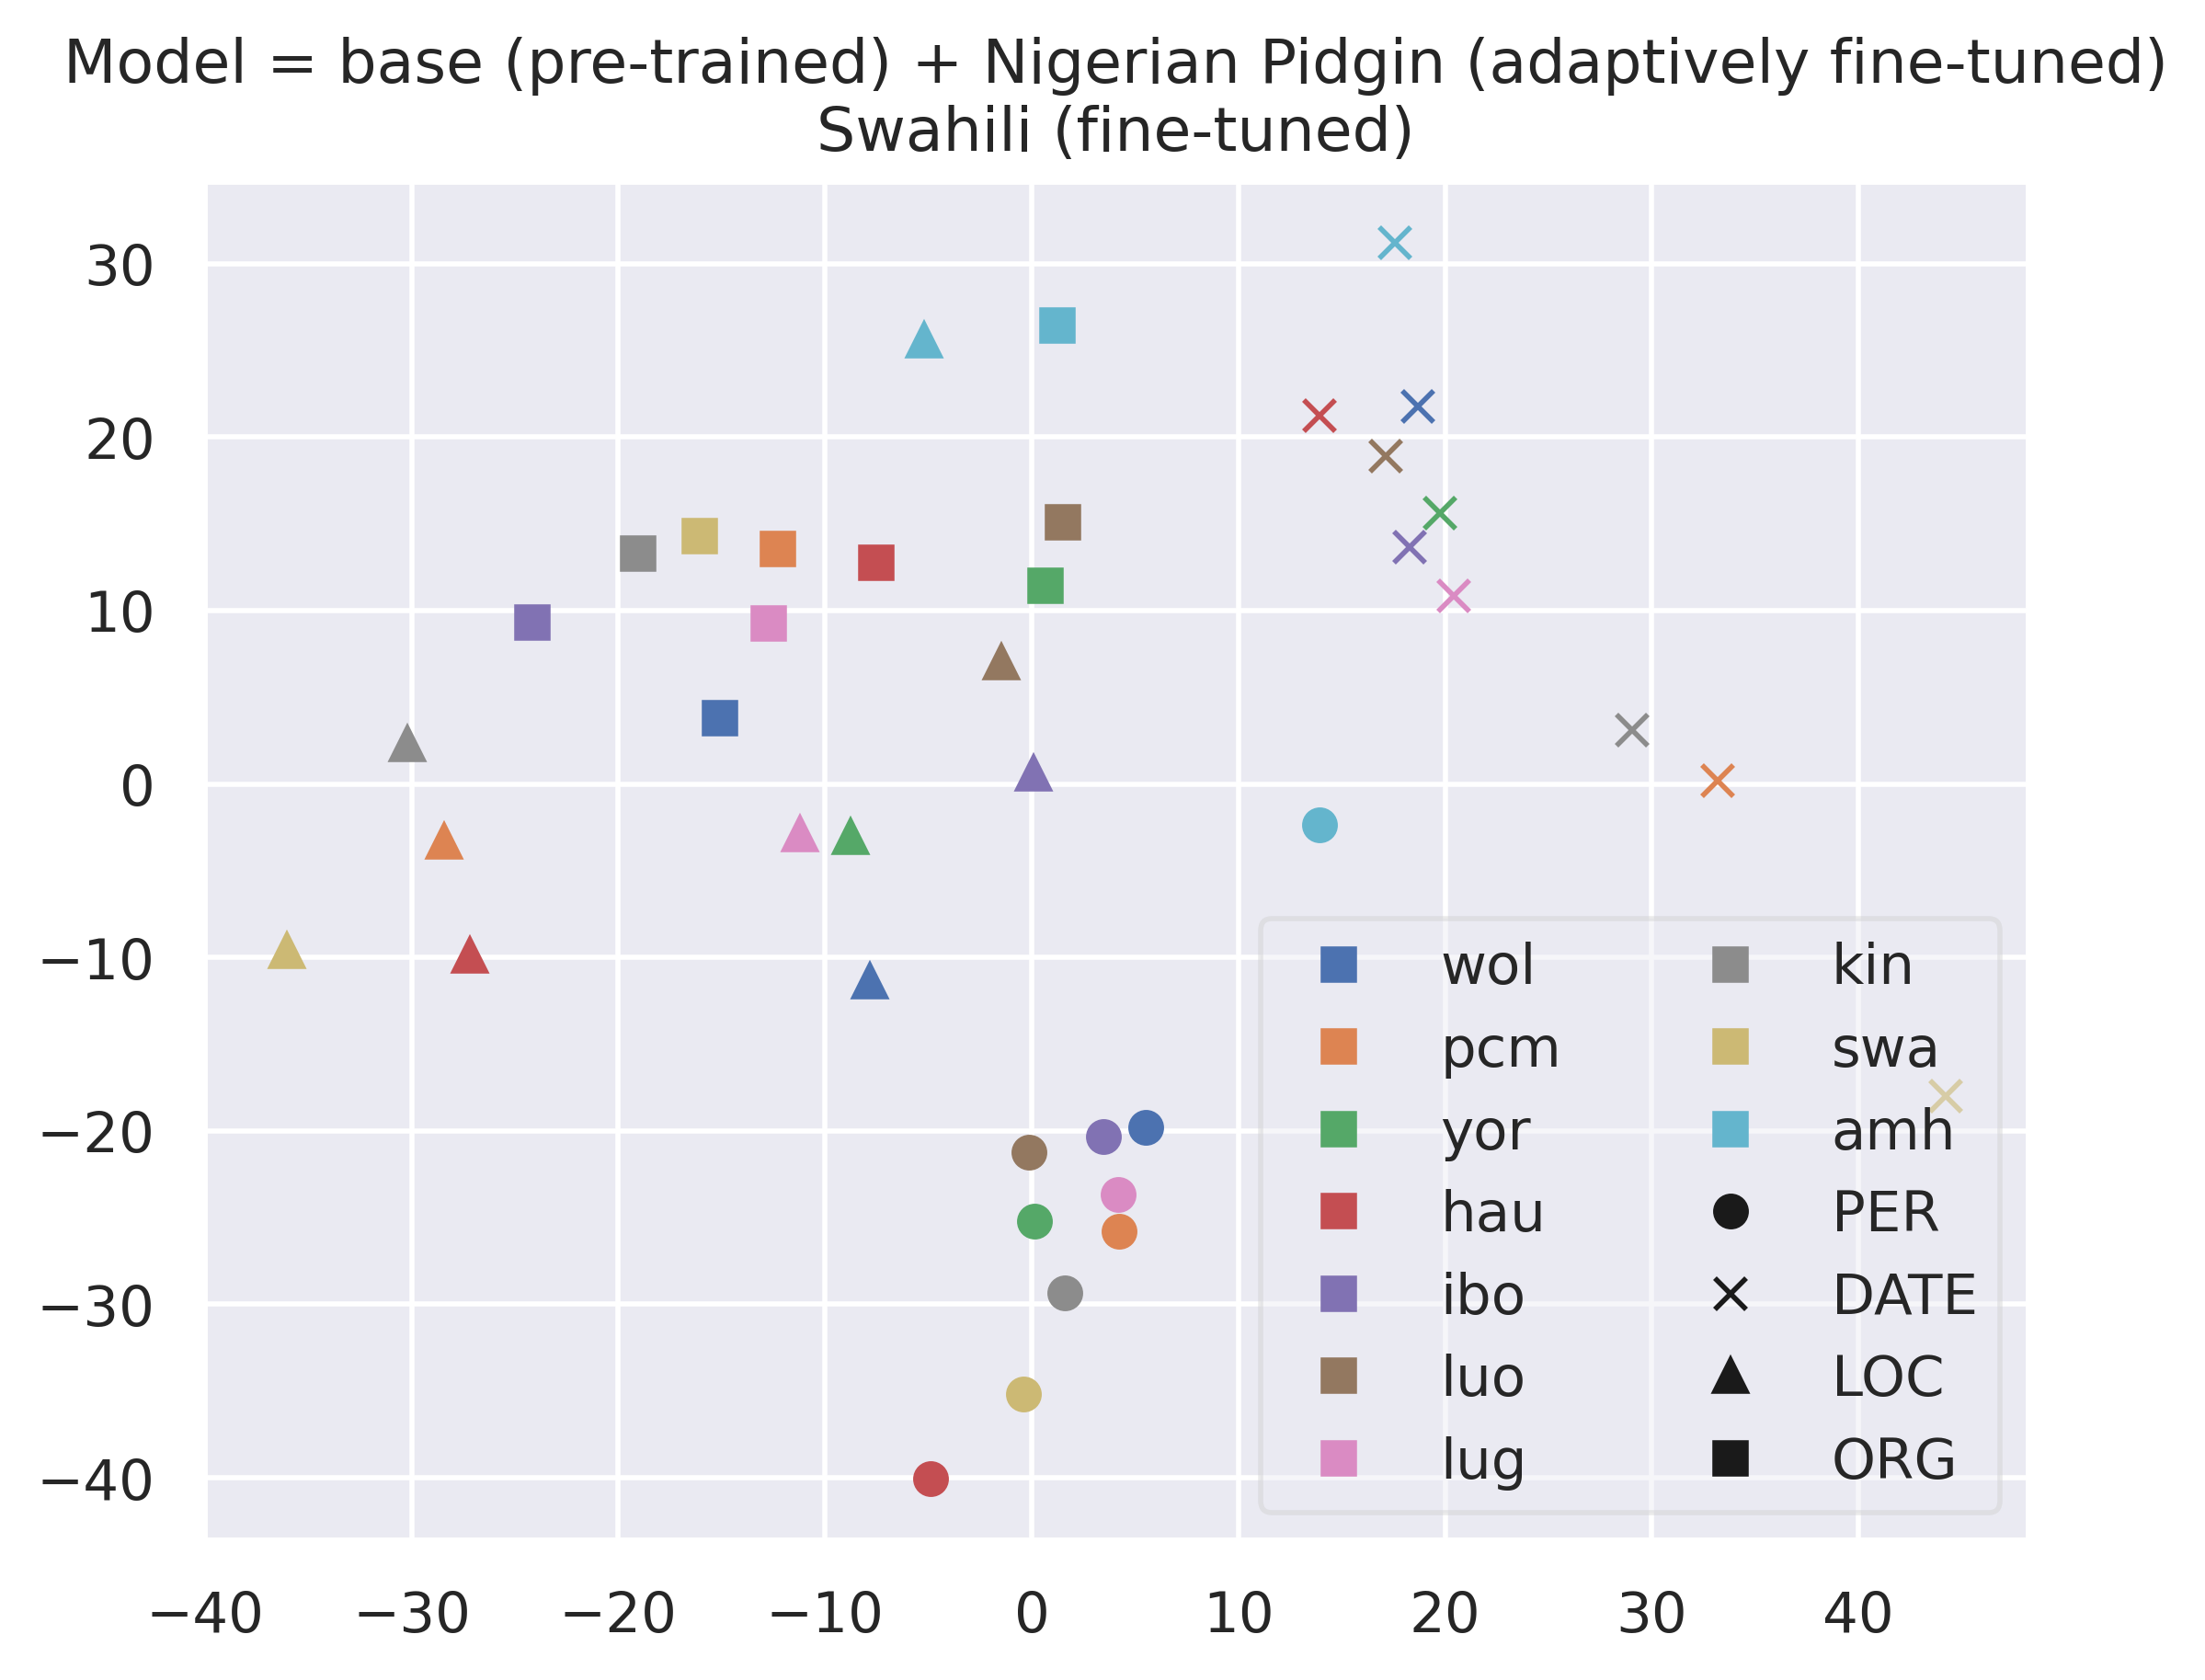 Model = base (pre-trained) + Nigerian Pidgin (adaptively fine-tuned)
Swahili (fine-tuned)
30
20
10
0
−10
−20
−30
−40
−40 −30 −20 −10 0 10 20 30 40
wol
pcm
yor
hau
ibo
luo
lug
kin
swa
amh
PER
DATE
LOC
ORG